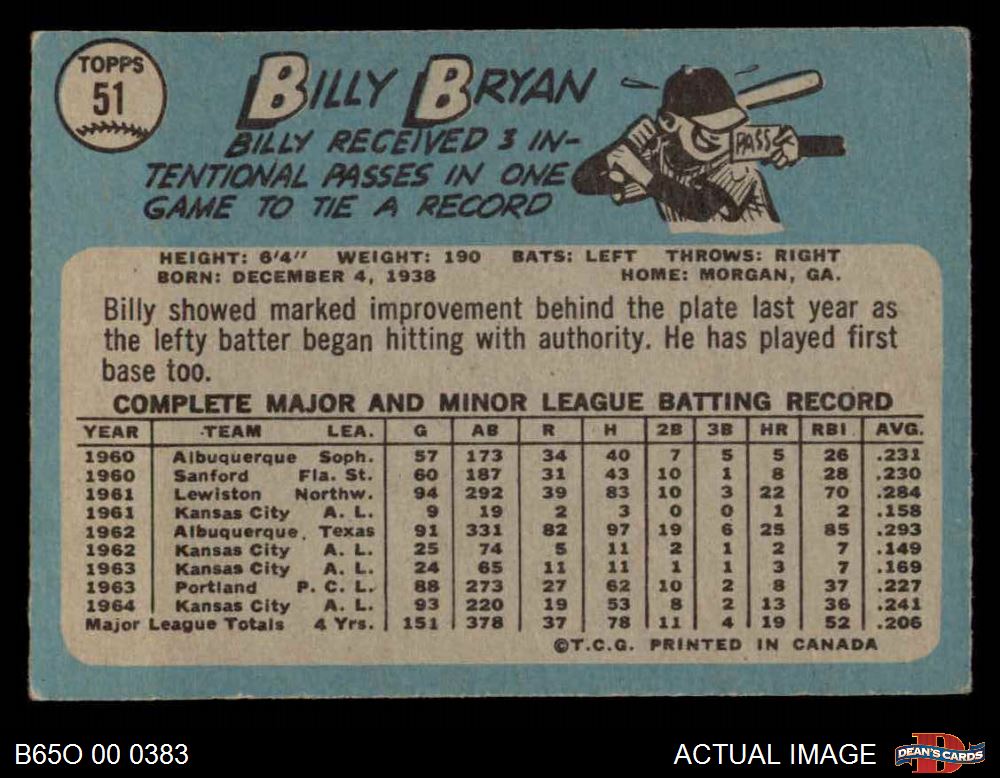 TOPPS
51
BILLY BRYAN
BILLY RECEIVED 3 IN-
TENTIONAL PASSES IN ONE
GAME TO TIE A RECORD
PASS
HEIGHT: 6'4" WEIGHT: 190 BATS: LEFT THROWS: RIGHT
BORN: DECEMBER 4, 1938 HOME: MORGAN, GA.
Billy showed marked improvement behind the plate last year as
the lefty batter began hitting with authority. He has played first
base too.
COMPLETE MAJOR AND MINOR LEAGUE BATTING RECORD
YEAR TEAM LEA. G AB R H 2B 3B HR RBI AVG.
1960 Albuquerque Soph. 57 173 34 40 7 5 5 26 .231
1960 Sanford Fla. St. 60 187 31 43 10 1 8 28 .230
1961 Lewiston Northw. 94 292 39 83 10 3 22 70 .284
1961 Kansas City A. L. 9 19 2 3 0 0 1 2 .158
1962 Albuquerque, Texas 91 331 82 97 19 6 25 85 .293
1962 Kansas City A. L. 25 74 5 11 2 1 2 7 .149
1963 Kansas City A. L. 24 65 11 11 1 1 3 7 .169
1963 Portland P. C. L. 88 273 27 62 10 2 8 37 .227
1964 Kansas City A. L. 93 220 19 53 8 2 13 36 .241
Major League Totals 4 Yrs. 151 378 37 78 11 4 19 52 .206
©T.C.G. PRINTED IN CANADA
B65O 00 0383
ACTUAL IMAGE
DEAN'S CARDS